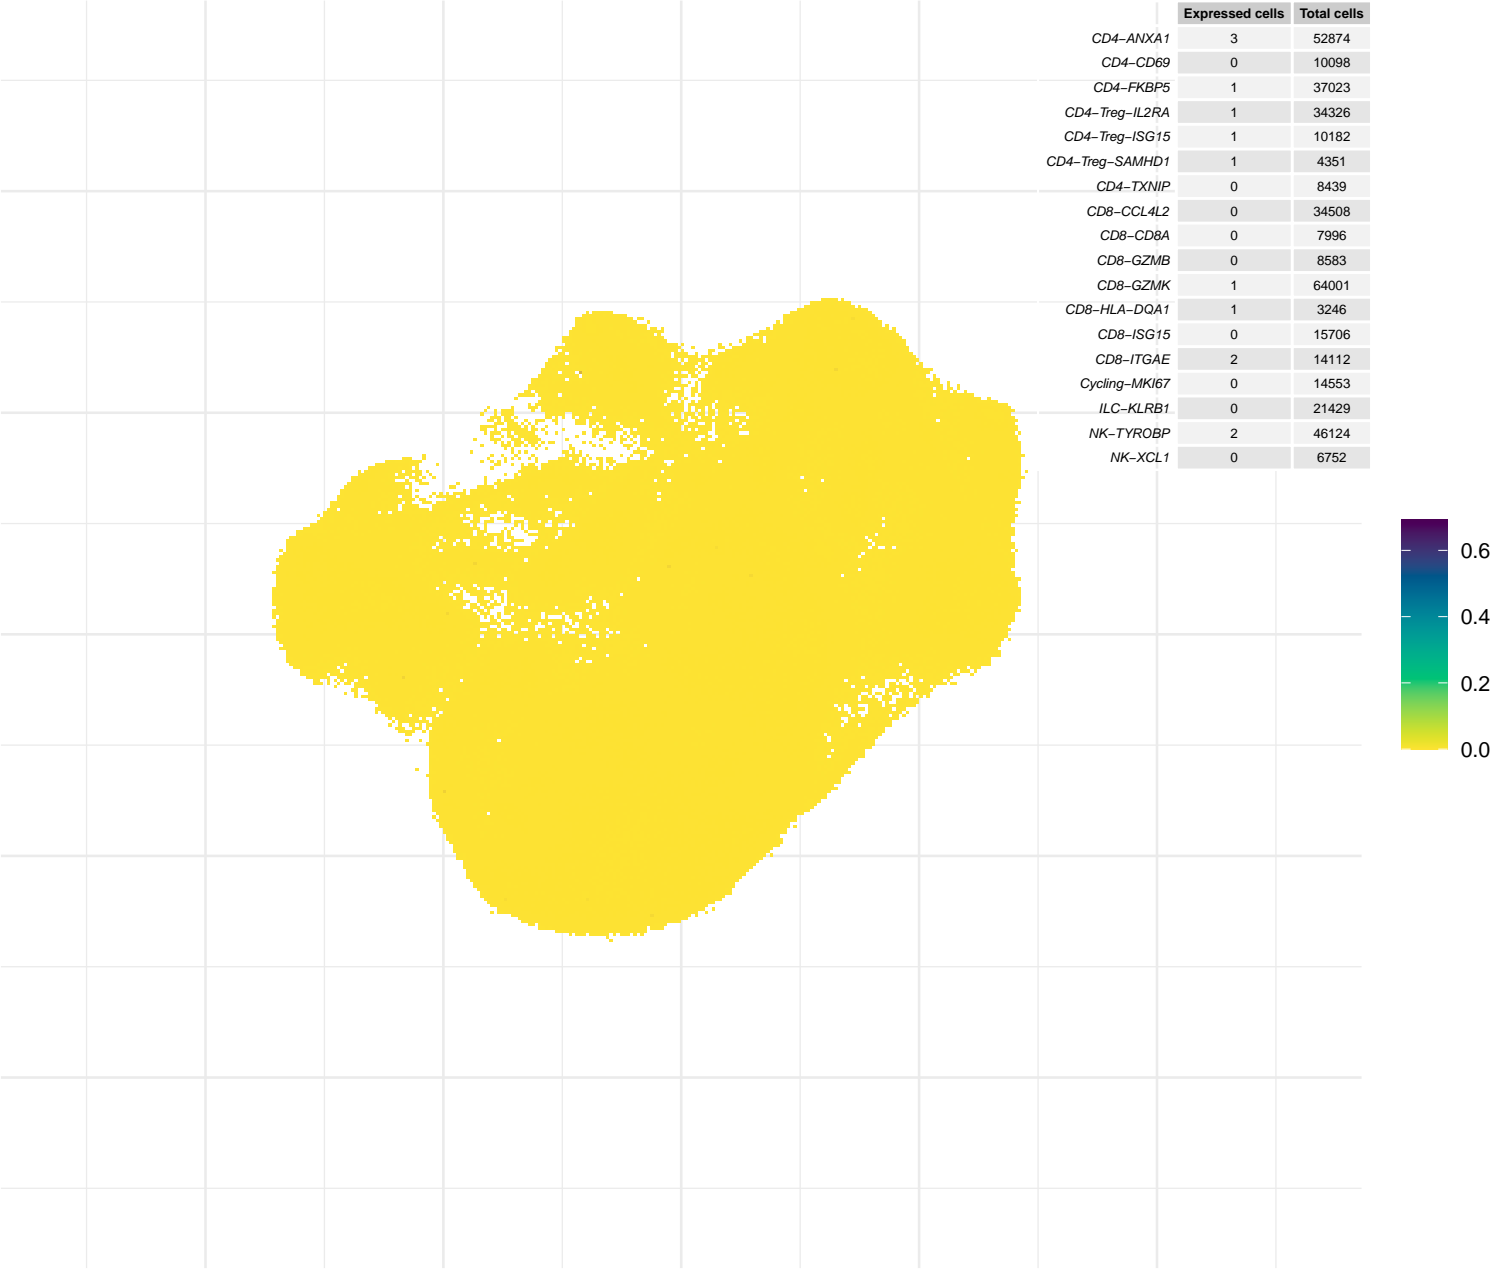 Expressed cells Total cells
CD4−ANXA1 3 52874
CD4−CD69 0 10098
CD4−FKBP5 1 37023
CD4−Treg−IL2RA 1 34326
CD4−Treg−ISG15 1 10182
CD4−Treg−SAMHD1 1 4351
CD4−TXNIP 0 8439
CD8−CCL4L2 0 34508
CD8−CD8A 0 7996
CD8−GZMB 0 8583
CD8−GZMK 1 64001
CD8−HLA−DQA1 1 3246
CD8−ISG15 0 15706
CD8−ITGAE 2 14112
Cycling−MKI67 0 14553
ILC−KLRB1 0 21429
NK−TYROBP 2 46124
NK−XCL1 0 6752
0.6
0.4
0.2
0.0